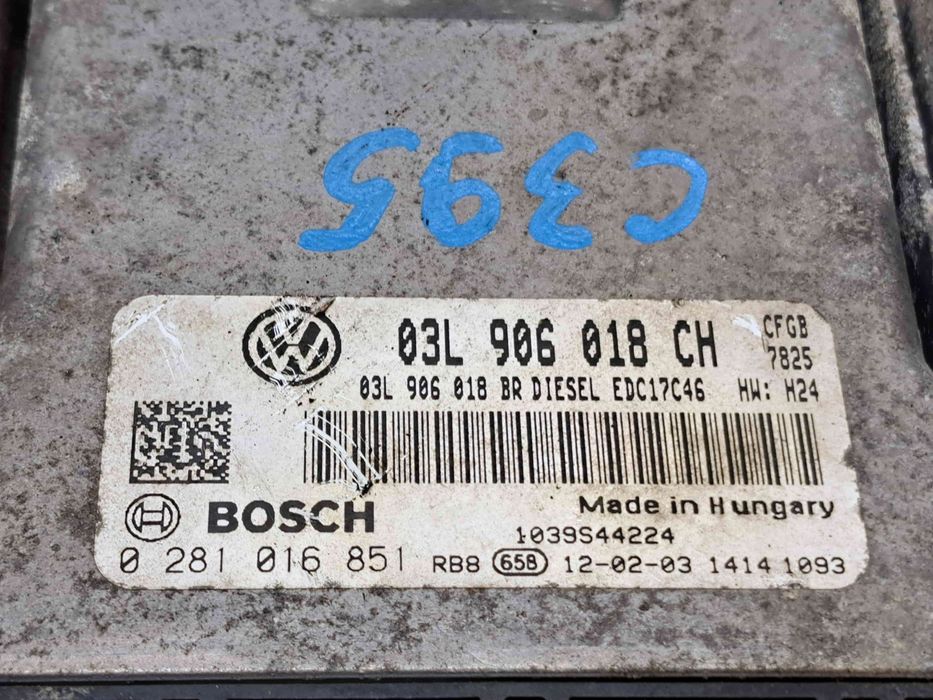 C395
03L 906 018 CH
CFGB
7825
03L 906 018 BR DIESEL EDC17C46 HW: H24
BOSCH
Made in Hungary
1039S44224
0 281 016 851 RB8 658 12-02-03 1414 1093